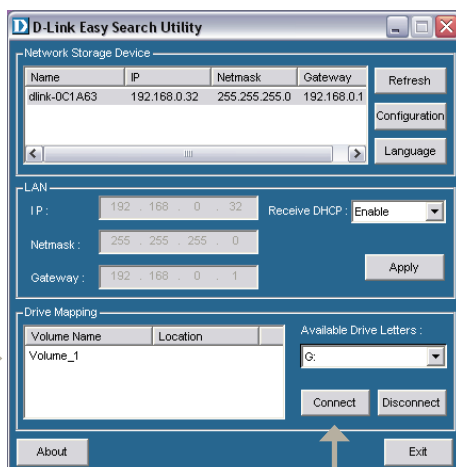 D-Link Easy Search Utility
Network Storage Device
Name IP Netmask Gateway
dlink-0C1A63 192.168.0.32 255.255.255.0 192.168.0.1
Refresh
Configuration
Language
LAN
IP: 192 . 168 . 0 . 32 Receive DHCP : Enable
Netmask : 255 . 255 . 255 . 0
Gateway : 192 . 168 . 0 . 1
Apply
Drive Mapping
Volume Name Location Available Drive Letters :
Volume_1 G:
Connect Disconnect
About Exit